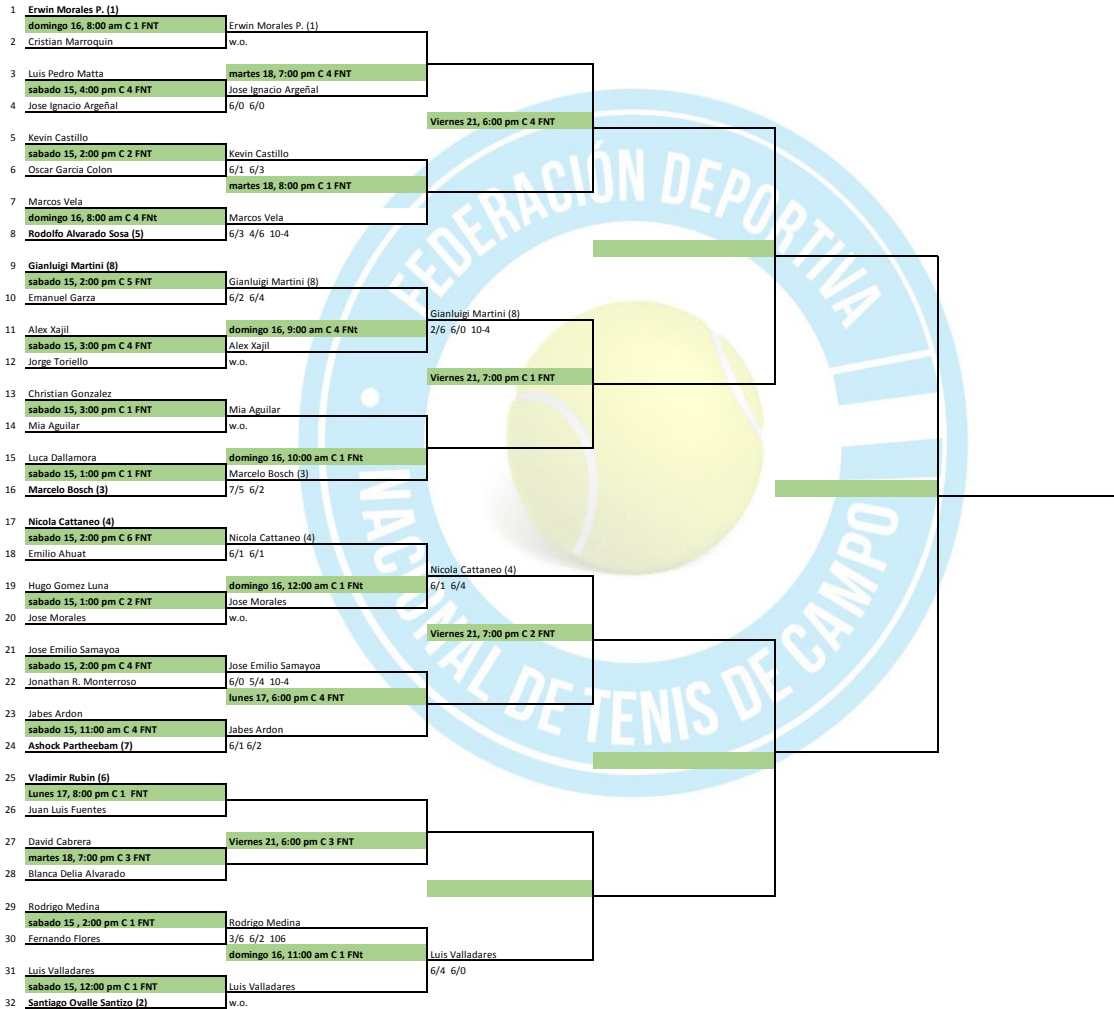 1 Erwin Morales P. (1)
domingo 16, 8:00 am C 1 FNT Erwin Morales P. (1)
2 Cristian Marroquin w.o.
3 Luis Pedro Matta martes 18, 7:00 pm C 4 FNT
sabado 15, 4:00 pm C 4 FNT Jose Ignacio Argeñal
4 Jose Ignacio Argeñal 6/0 6/0
Viernes 21, 6:00 pm C 4 FNT
5 Kevin Castillo
sabado 15, 2:00 pm C 2 FNT Kevin Castillo
6 Oscar Garcia Colon 6/1 6/3
martes 18, 8:00 pm C 1 FNT
7 Marcos Vela
domingo 16, 8:00 am C 4 FNt Marcos Vela
8 Rodolfo Alvarado Sosa (5) 6/3 4/6 10-4
9 Gianluigi Martini (8)
sabado 15, 2:00 pm C 5 FNT Gianluigi Martini (8)
10 Emanuel Garza 6/2 6/4
Gianluigi Martini (8)
11 Alex Xajil domingo 16, 9:00 am C 4 FNt 2/6 6/0 10-4
sabado 15, 3:00 pm C 4 FNT Alex Xajil
12 Jorge Toriello w.o.
Viernes 21, 7:00 pm C 1 FNT
13 Christian Gonzalez
sabado 15, 3:00 pm C 1 FNT Mia Aguilar
14 Mia Aguilar w.o.
15 Luca Dallamora domingo 16, 10:00 am C 1 FNt
sabado 15, 1:00 pm C 1 FNT Marcelo Bosch (3)
16 Marcelo Bosch (3) 7/5 6/2
17 Nicola Cattaneo (4)
sabado 15, 2:00 pm C 6 FNT Nicola Cattaneo (4)
18 Emilio Ahuat 6/1 6/1
Nicola Cattaneo (4)
19 Hugo Gomez Luna domingo 16, 12:00 am C 1 FNt 6/1 6/4
sabado 15, 1:00 pm C 2 FNT Jose Morales
20 Jose Morales w.o.
Viernes 21, 7:00 pm C 2 FNT
21 Jose Emilio Samayoa
sabado 15, 2:00 pm C 4 FNT Jose Emilio Samayoa
22 Jonathan R. Monterroso 6/0 5/4 10-4
lunes 17, 6:00 pm C 4 FNT
23 Jabes Ardon
sabado 15, 11:00 am C 4 FNT Jabes Ardon
24 Ashock Partheebam (7) 6/1 6/2
25 Vladimir Rubin (6)
Lunes 17, 8:00 pm C 1 FNT
26 Juan Luis Fuentes
27 David Cabrera Viernes 21, 6:00 pm C 3 FNT
martes 18, 7:00 pm C 3 FNT
28 Blanca Delia Alvarado
29 Rodrigo Medina
sabado 15 , 2:00 pm C 1 FNT Rodrigo Medina
30 Fernando Flores 3/6 6/2 106
domingo 16, 11:00 am C 1 FNt Luis Valladares
31 Luis Valladares 6/4 6/0
sabado 15, 12:00 pm C 1 FNT Luis Valladares
32 Santiago Ovalle Santizo (2) w.o.
FEDERACIÓN DEPORTIVA
NACIONAL DE TENIS DE CAMPO